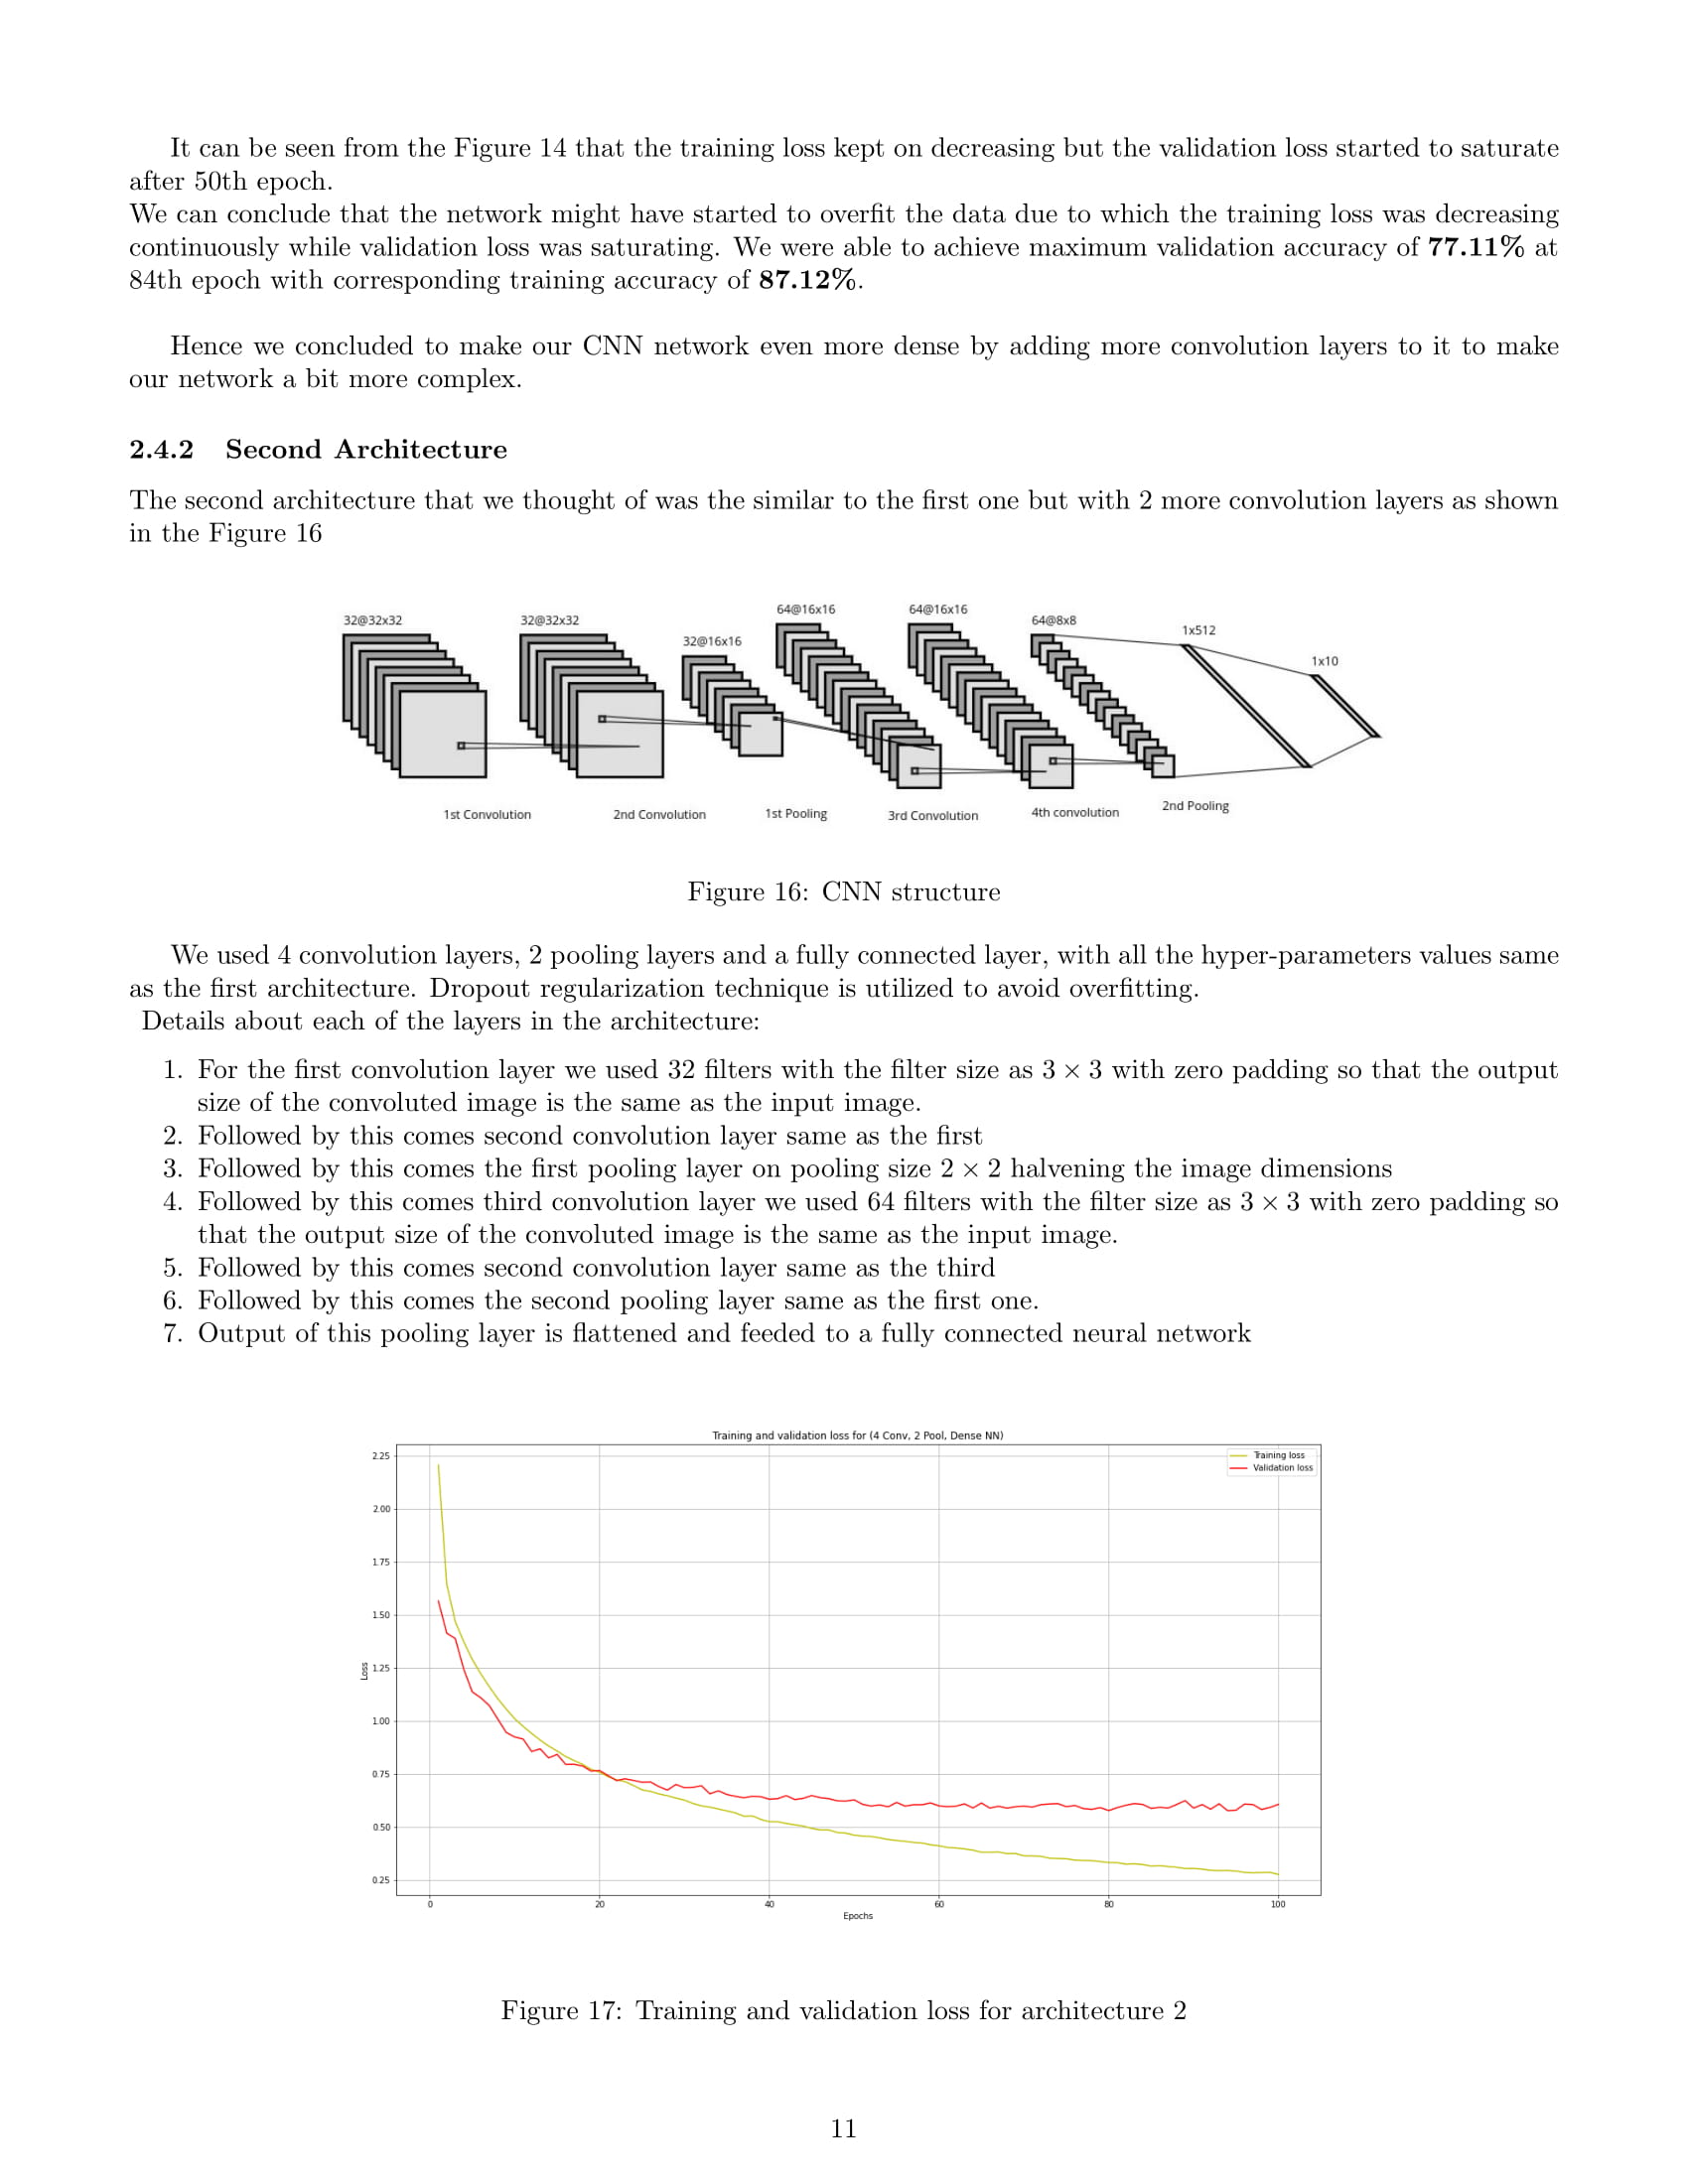 It can be seen from the Figure 14 that the training loss kept on decreasing but the validation loss started to saturate
after 50th epoch.
We can conclude that the network might have started to overfit the data due to which the training loss was decreasing
continuously while validation loss was saturating. We were able to achieve maximum validation accuracy of 77.11% at
84th epoch with corresponding training accuracy of 87.12%.
Hence we concluded to make our CNN network even more dense by adding more convolution layers to it to make
our network a bit more complex.
2.4.2 Second Architecture
The second architecture that we thought of was the similar to the first one but with 2 more convolution layers as shown
in the Figure 16
32@32x32 32@32x32 32@16x16 64@16x16 64@16x16 64@8x8 1x512 1x10
1st Convolution 2nd Convolution 1st Pooling 3rd Convolution 4th convolution 2nd Pooling
Figure 16: CNN structure
We used 4 convolution layers, 2 pooling layers and a fully connected layer, with all the hyper-parameters values same
as the first architecture. Dropout regularization technique is utilized to avoid overfitting.
Details about each of the layers in the architecture:
1. For the first convolution layer we used 32 filters with the filter size as 3 × 3 with zero padding so that the output
size of the convoluted image is the same as the input image.
2. Followed by this comes second convolution layer same as the first
3. Followed by this comes the first pooling layer on pooling size 2 × 2 halvening the image dimensions
4. Followed by this comes third convolution layer we used 64 filters with the filter size as 3 × 3 with zero padding so
that the output size of the convoluted image is the same as the input image.
5. Followed by this comes second convolution layer same as the third
6. Followed by this comes the second pooling layer same as the first one.
7. Output of this pooling layer is flattened and feeded to a fully connected neural network
Training and validation loss for (4 Conv, 2 Pool, Dense NN)
Training loss
Validation loss
2.25
2.00
1.75
1.50
1.25
1.00
0.75
0.50
0.25
Loss
0 20 40 60 80 100
Epochs
Figure 17: Training and validation loss for architecture 2
11